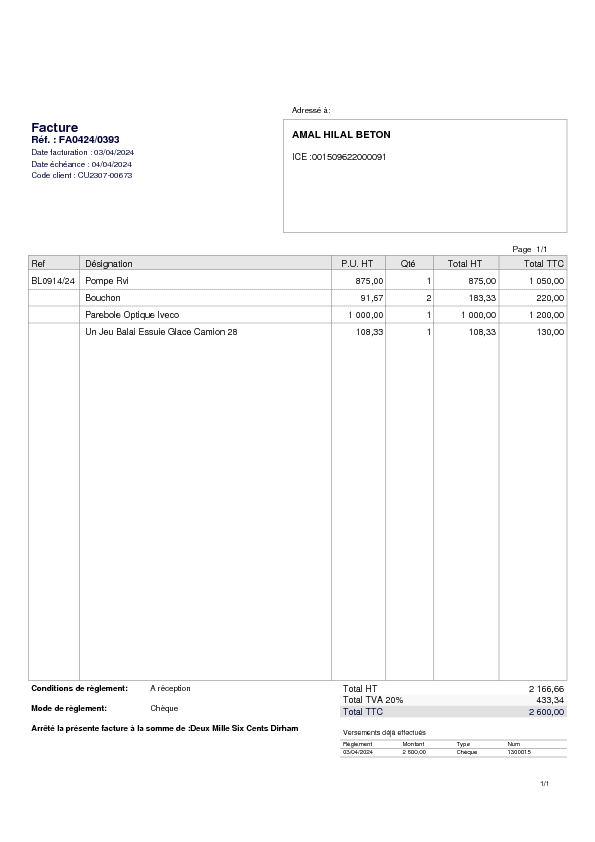 Adressé à:
Facture
Réf. : FA0424/0393
Date facturation : 03/04/2024
Date échéance : 04/04/2024
Code client : CU2307-00673
AMAL HILAL BETON
ICE :001509622000091
Page 1/1
Ref Désignation P.U. HT Qté Total HT Total TTC
BL0914/24 Pompe Rvi 875,00 1 875,00 1 050,00
Bouchon 91,67 2 183,33 220,00
Parebole Optique Iveco 1 000,00 1 1 000,00 1 200,00
Un Jeu Balai Essuie Glace Camion 28 108,33 1 108,33 130,00
Conditions de règlement: A réception
Mode de règlement: Chèque
Arrêté la présente facture à la somme de :Deux Mille Six Cents Dirham
Total HT 2 166,66
Total TVA 20% 433,34
Total TTC 2 600,00
Versements déjà effectués
Règlement Montant Type Num
03/04/2024 2 600,00 Chèque 1300015
1/1